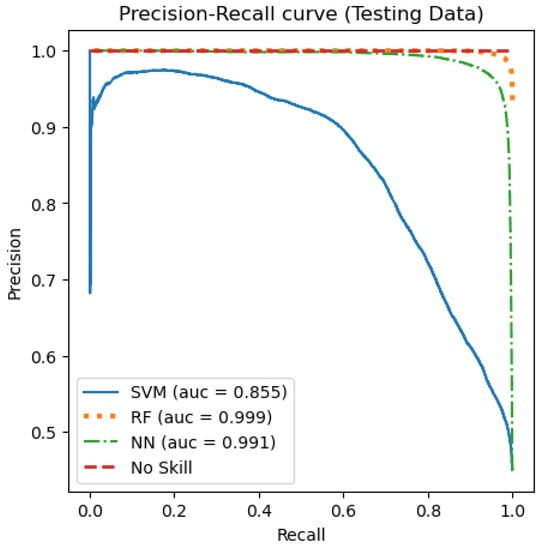 Precision-Recall curve (Testing Data)
1.0
0.9
0.8
0.7
0.6
0.5
Precision
SVM (auc = 0.855)
RF (auc = 0.999)
NN (auc = 0.991)
No Skill
0.0 0.2 0.4 0.6 0.8 1.0
Recall